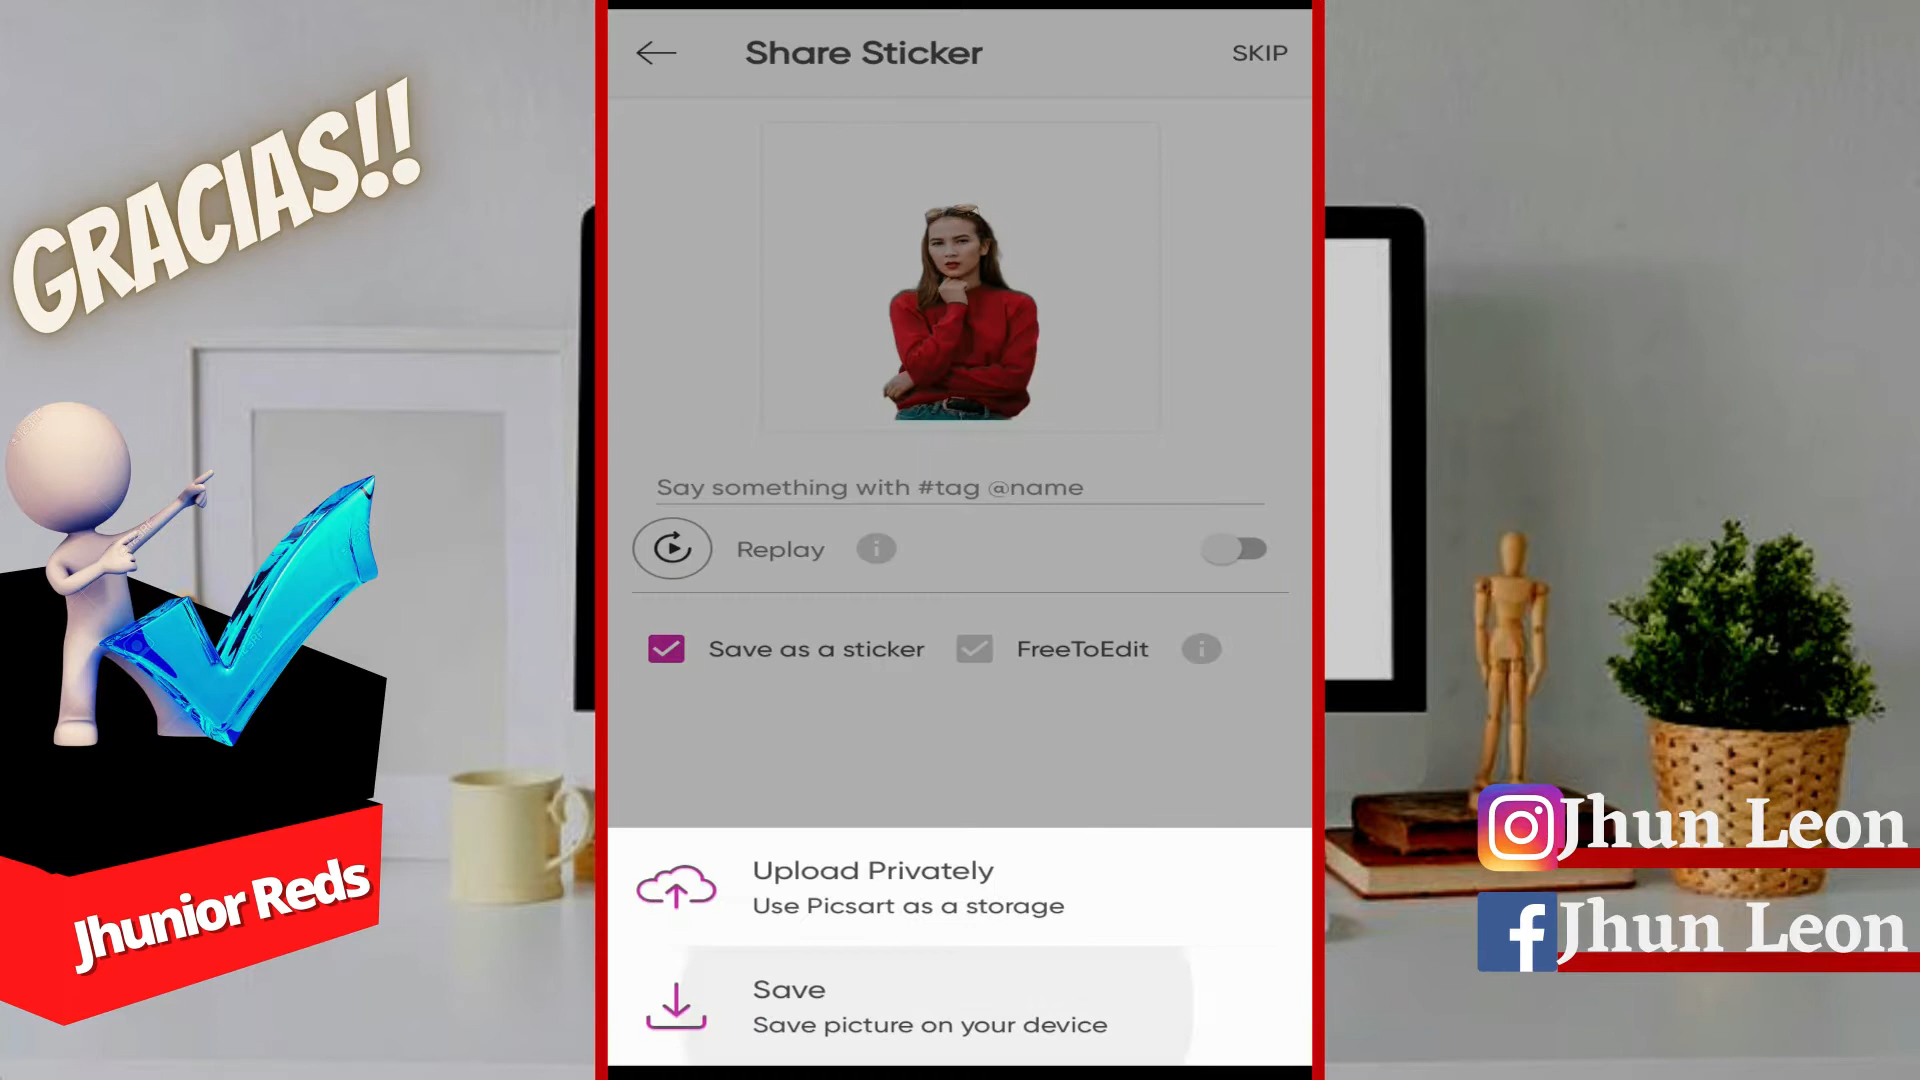 GRACIAS!!
Jhunior Reds
Share Sticker
SKIP
Say something with #tag @name
Replay
Save as a sticker
FreeToEdit
Upload Privately
Use Picsart as a storage
Save
Save picture on your device
Jhun Leon
Jhun Leon